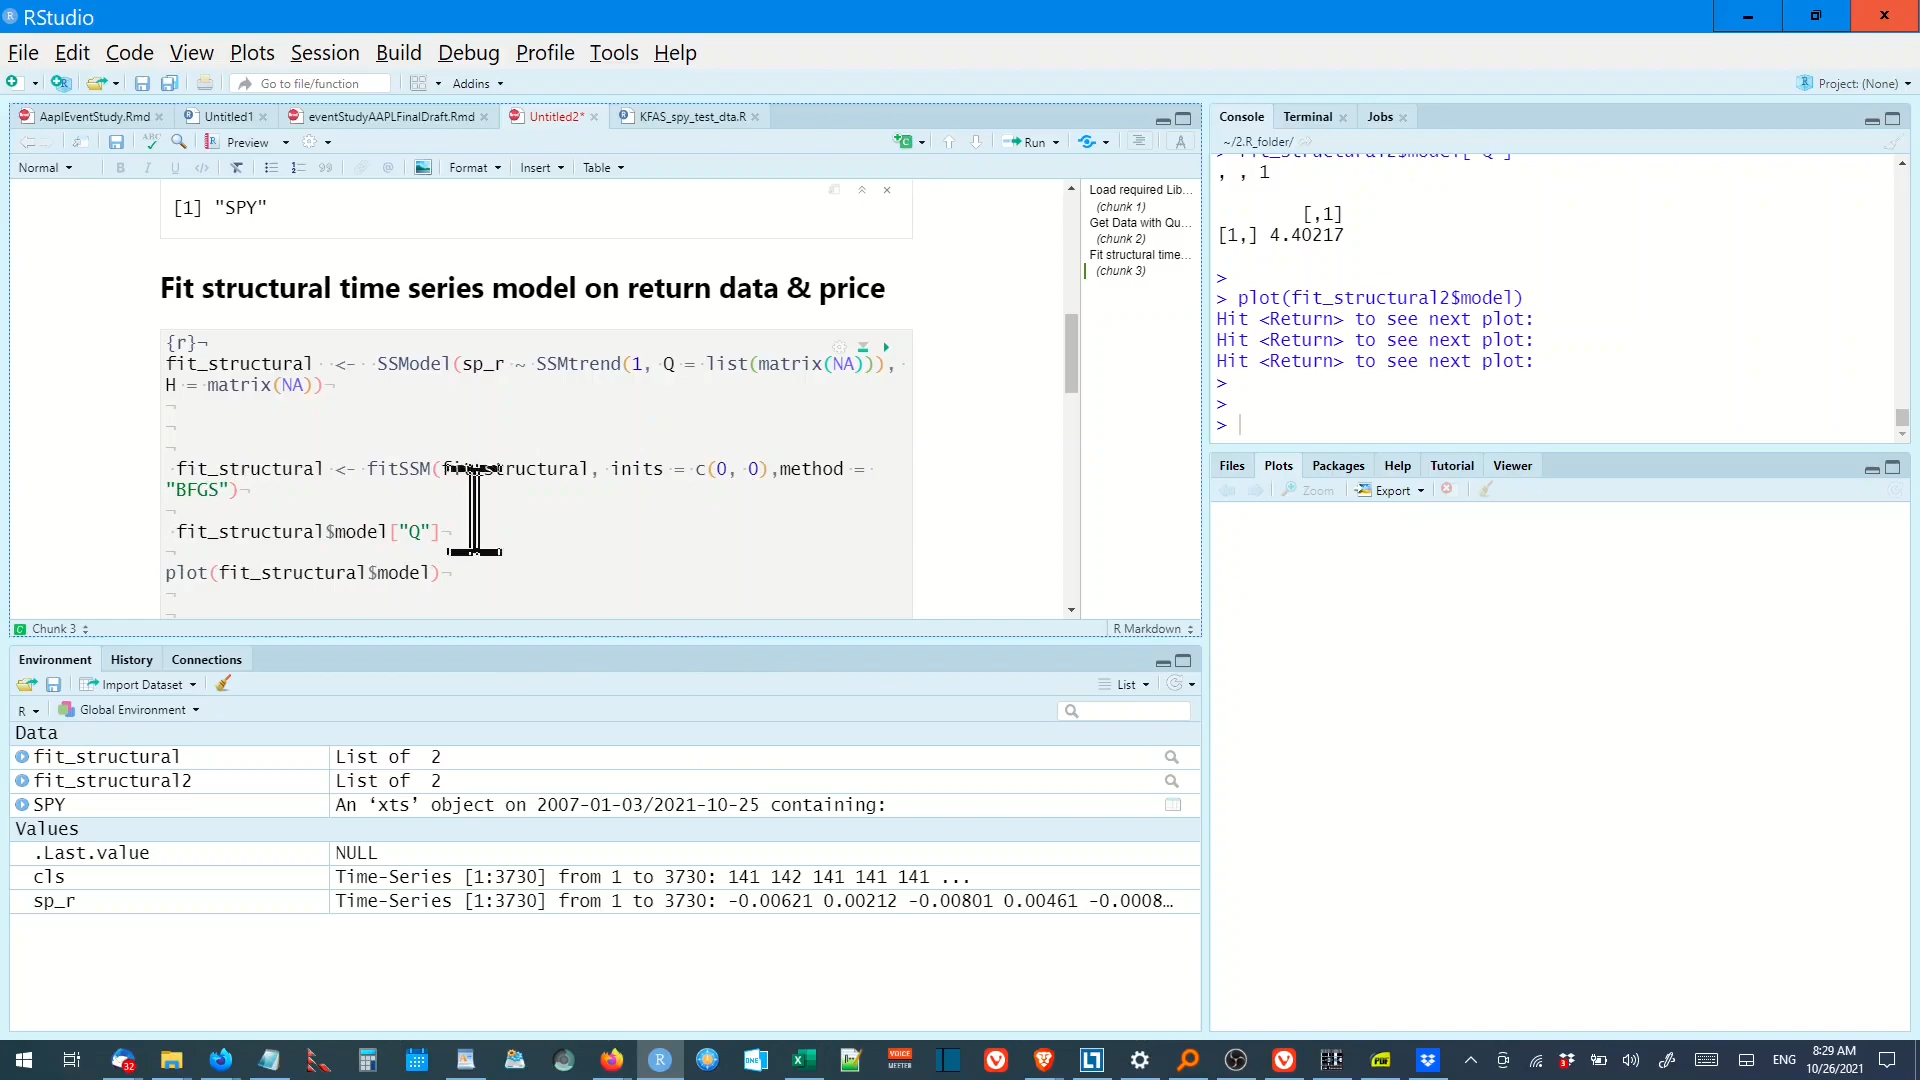 RStudio
File Edit Code View Plots Session Build Debug Profile Tools Help
Go to file/function Addins Project: (None)
AaplEventStudy.Rmd Untitled1 eventStudyAAPLFinalDraft.Rmd Untitled2* KFAS_spy_test_dta.R
ABC Preview Run
Normal B I U Format Insert Table
[1] "SPY"
Fit structural time series model on return data & price
{r}¬
fit_structural <- SSModel(sp_r ~ SSMtrend(1, Q = list(matrix(NA))),
H = matrix(NA))¬
fit_structural <- fitSSM(fit_structural, inits = c(0, 0),method =
"BFGS")¬
fit_structural$model["Q"]¬
plot(fit_structural$model)¬
Load required Lib...
(chunk 1)
Get Data with Qu...
(chunk 2)
Fit structural time...
(chunk 3)
Chunk 3 R Markdown
Environment History Connections
Import Dataset List
R Global Environment
Data
fit_structural List of 2
fit_structural2 List of 2
SPY An ‘xts’ object on 2007-01-03/2021-10-25 containing:
Values
.Last.value NULL
cls Time-Series [1:3730] from 1 to 3730: 141 142 141 141 141 ...
sp_r Time-Series [1:3730] from 1 to 3730: -0.00621 0.00212 -0.00801 0.00461 -0.0008…
Console Terminal Jobs
~/2.R_folder/
> fit_structural2$model["Q"]
, , 1
[,1]
[1,] 4.40217
>
> plot(fit_structural2$model)
Hit <Return> to see next plot:
Hit <Return> to see next plot:
Hit <Return> to see next plot:
>
>
>
Files Plots Packages Help Tutorial Viewer
Zoom Export
32 VOICE MEETER PDF 3 ENG 8:29 AM
10/26/2021